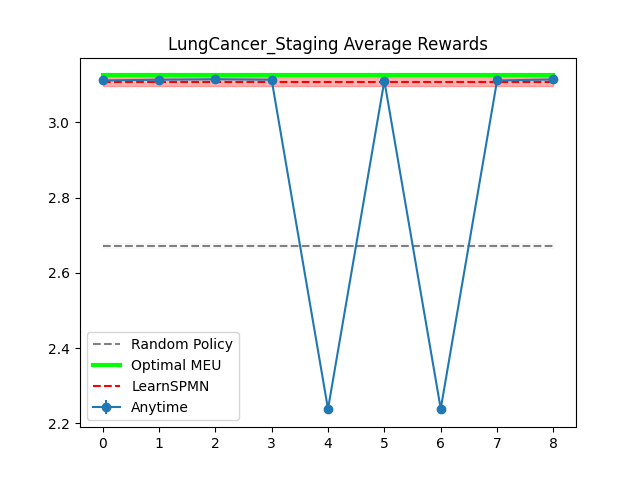 LungCancer_Staging Average Rewards
3.0
2.8
2.6
2.4
2.2
Random Policy
Optimal MEU
LearnSPMN
Anytime
0 1 2 3 4 5 6 7 8